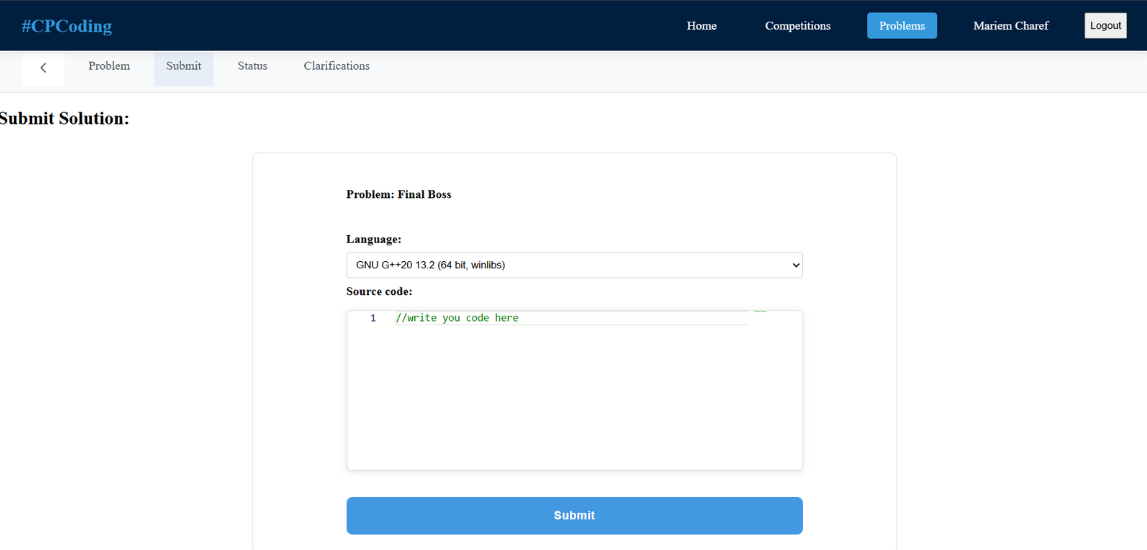 #CPCoding Home Competitions Problems Mariem Charef Logout
Problem Submit Status Clarifications
Submit Solution:
Problem: Final Boss
Language:
GNU G++20 13.2 (64 bit, winlibs)
Source code:
1 //write you code here
Submit